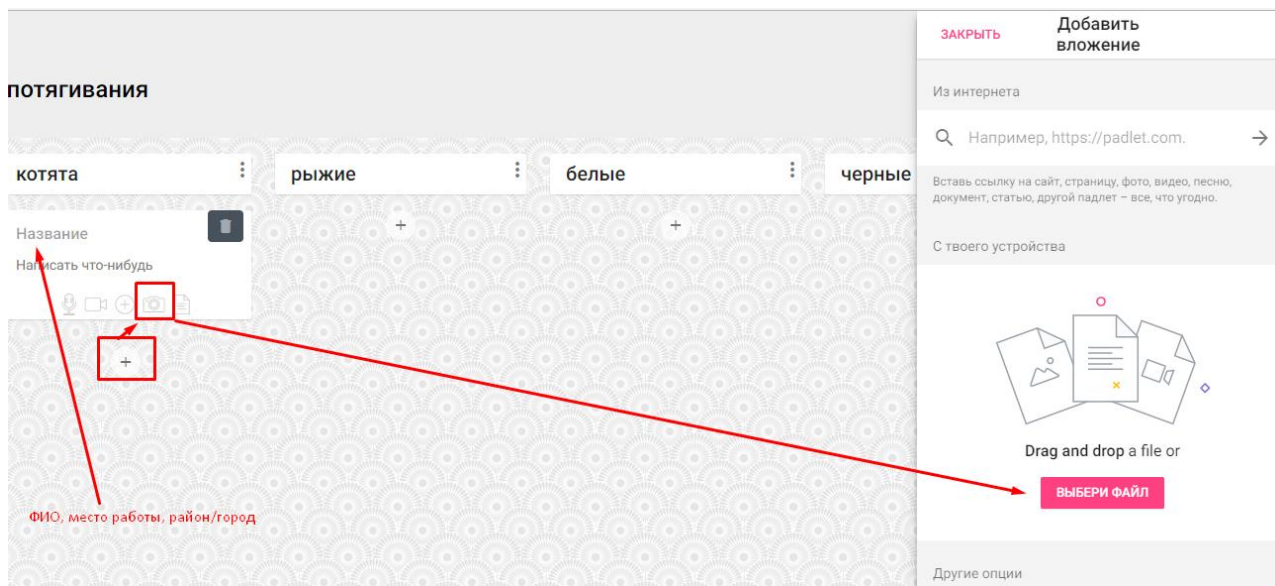 потягивания
котята
рыжие
белые
черные
Название
Написать что-нибудь
ФИО, место работы, район/город
ЗАКРЫТЬ
Добавить
вложение
Из интернета
Например, https://padlet.com.
Вставь ссылку на сайт, страницу, фото, видео, песню,
документ, статью, другой падлет – все, что угодно.
С твоего устройства
Drag and drop a file or
ВЫБЕРИ ФАЙЛ
Другие опции